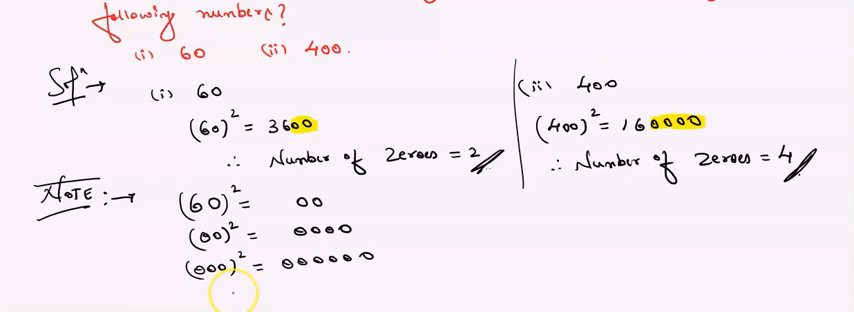 following numbers?
(i) 60 (ii) 400.
Solⁿ → (i) 60
(60)² = 3600
∴ Number of Zeroes = 2
(ii) 400
(400)² = 160000
∴ Number of Zeroes = 4
NOTE :→ (60)² = 00
(00)² = 0000
(000)² = 000000